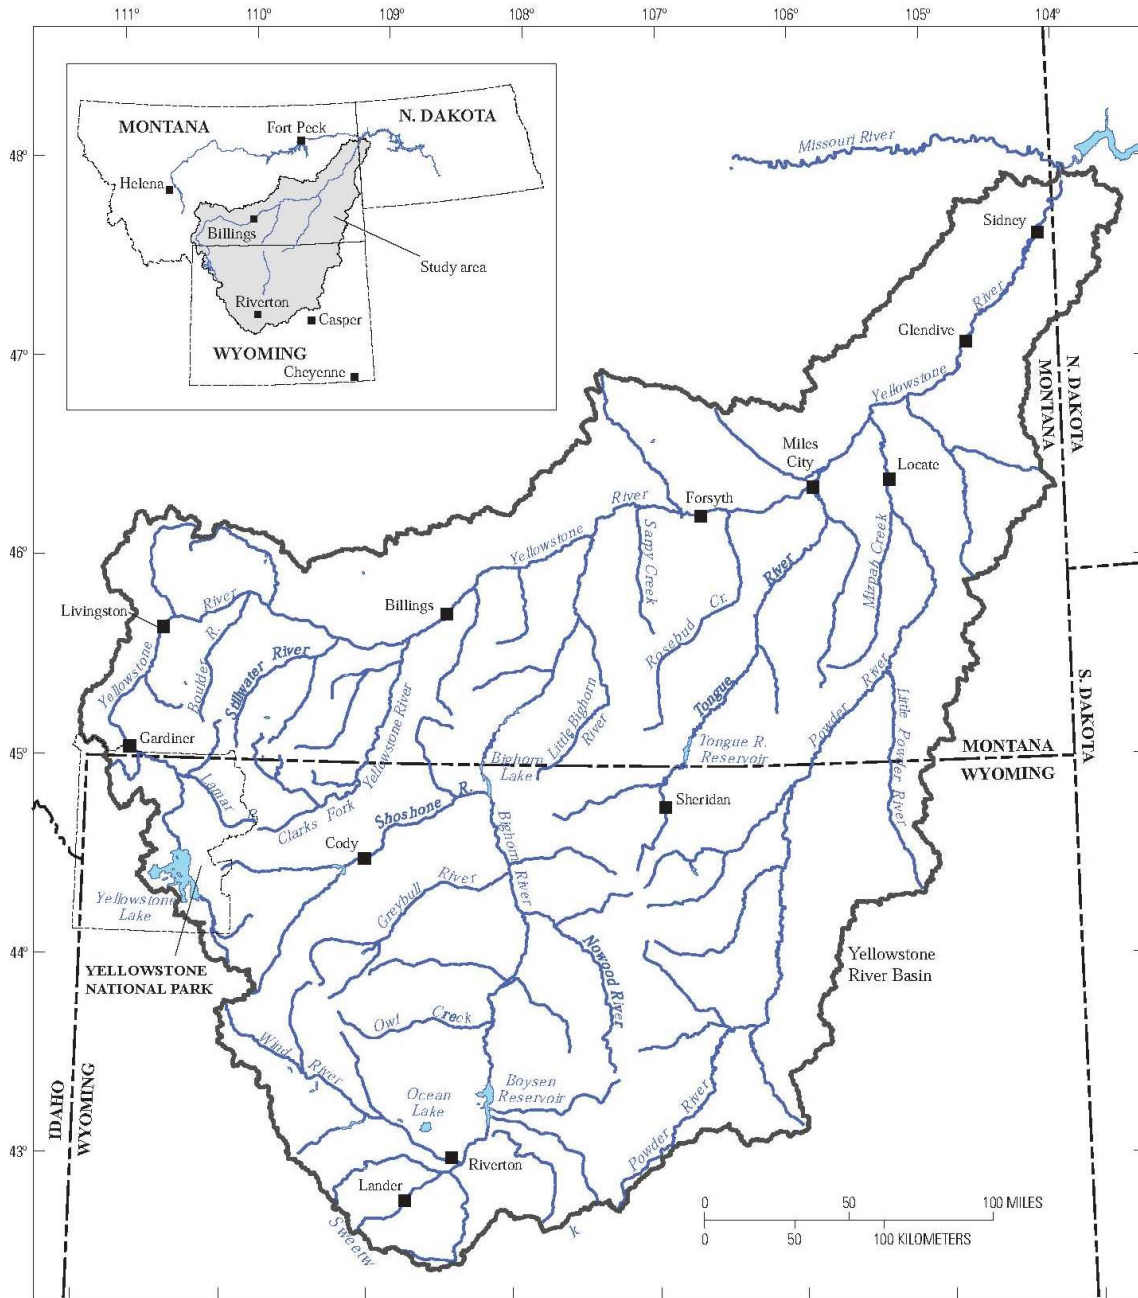 111°
110°
109°
108°
107°
106°
105°
104°
48°
47°
46°
45°
44°
43°
MONTANA
N. DAKOTA
Fort Peck
Helena
Billings
Study area
Riverton
Casper
WYOMING
Cheyenne
Missouri River
Sidney
River
Glendive
Yellowstone
MONTANA
N. DAKOTA
Miles
City
Locate
Forsyth
River
Yellowstone
Sarpy Creek
Mizpah Creek
River
Rosebud Cr.
Billings
Livingston
River
Boulder R.
Stillwater River
Yellowstone
Tongue
Powder River
Little Powder River
Little Bighorn
River
Gardiner
Tongue R.
Reservoir
Bighorn
Lake
MONTANA
WYOMING
S. DAKOTA
Lamar R.
Clarks Fork Yellowstone River
Shoshone R.
Sheridan
Cody
Bighorn River
Greybull River
Yellowstone
Lake
Nowood River
Yellowstone
River Basin
YELLOWSTONE
NATIONAL PARK
Owl Creek
Wind River
Boysen
Reservoir
Ocean
Lake
IDAHO
WYOMING
Riverton
Powder River
Lander
Sweetw
k
0 50 100 MILES
0 50 100 KILOMETERS